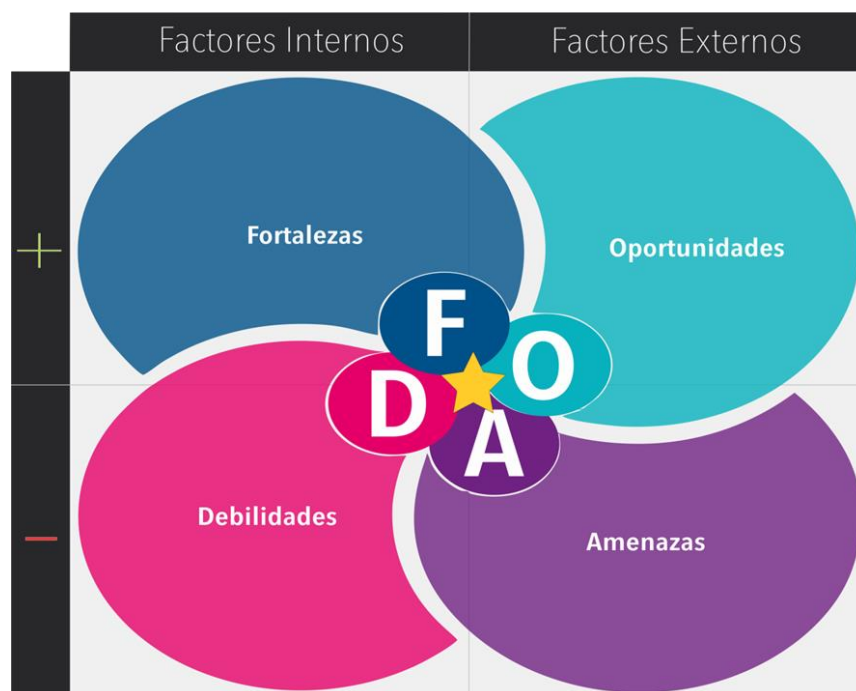 Factores Internos
Factores Externos
+
Fortalezas
Oportunidades
F
O
D
A
−
Debilidades
Amenazas